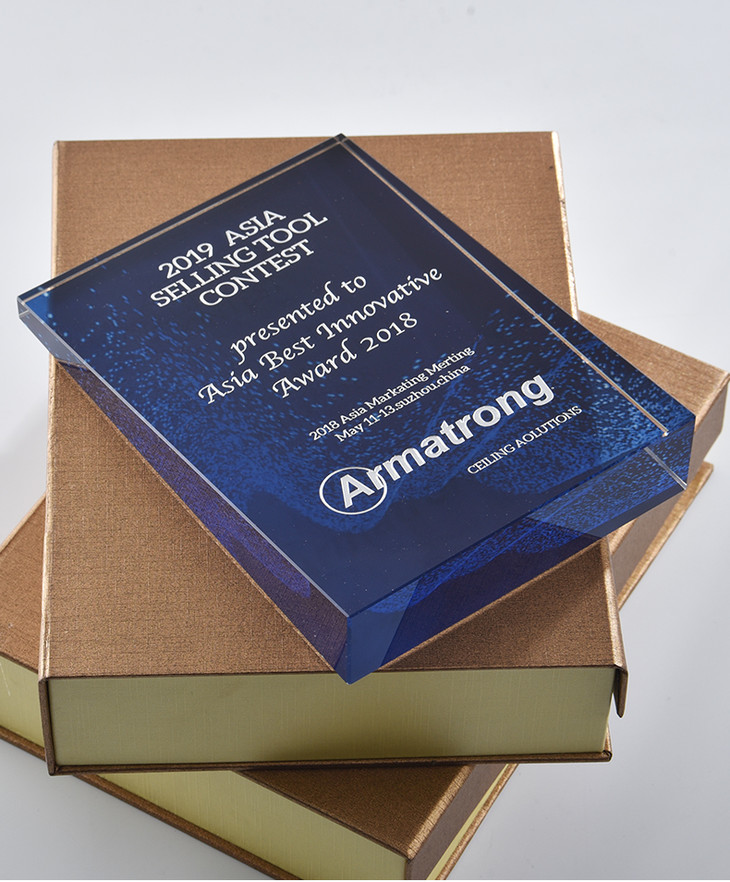 2019 ASIA
SELLING TOOL
CONTEST
presented to
Asia Best Innovative
Award 2018
2018 Asia Markating Merting
May 11-13.suzhou.china
Armatrong
CEILING AOLUTIONS